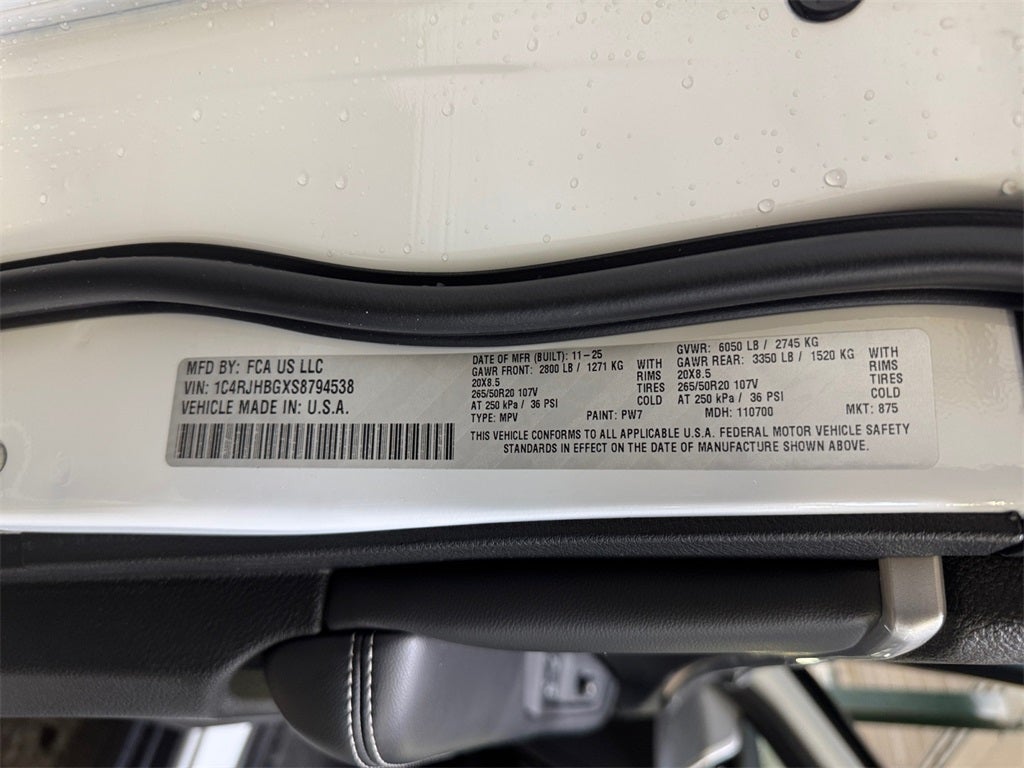 MFD BY: FCA US LLC
VIN: 1C4RJHBGXS8794538
VEHICLE MADE IN: U.S.A.
DATE OF MFR (BUILT): 11-25
GAWR FRONT: 2800 LB / 1271 KG WITH
20X8.5 RIMS
265/50R20 107V TIRES
AT 250 kPa / 36 PSI COLD
TYPE: MPV PAINT: PW7
GVWR: 6050 LB / 2745 KG
GAWR REAR: 3350 LB / 1520 KG WITH
20X8.5 RIMS
265/50R20 107V TIRES
AT 250 kPa / 36 PSI COLD
MDH: 110700 MKT: 875
THIS VEHICLE CONFORMS TO ALL APPLICABLE U.S.A. FEDERAL MOTOR VEHICLE SAFETY
STANDARDS IN EFFECT ON THE DATE OF MANUFACTURE SHOWN ABOVE.